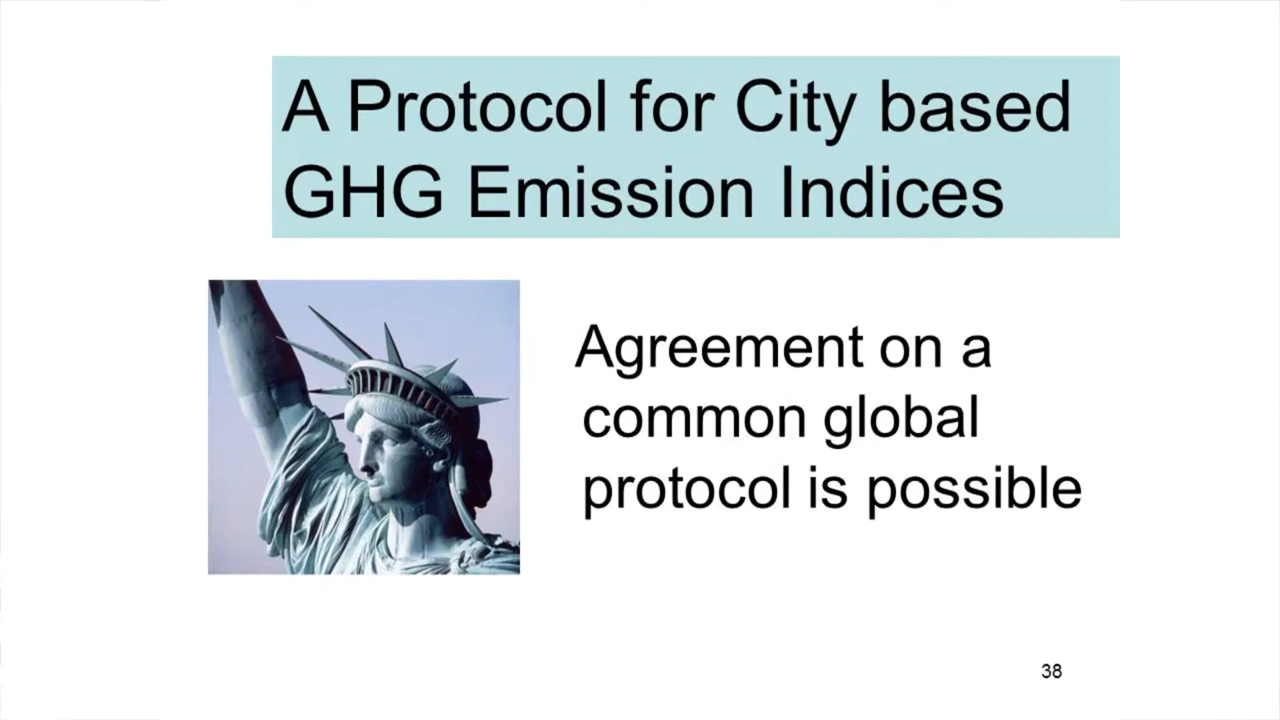 A Protocol for City based
GHG Emission Indices
Agreement on a
common global
protocol is possible
38